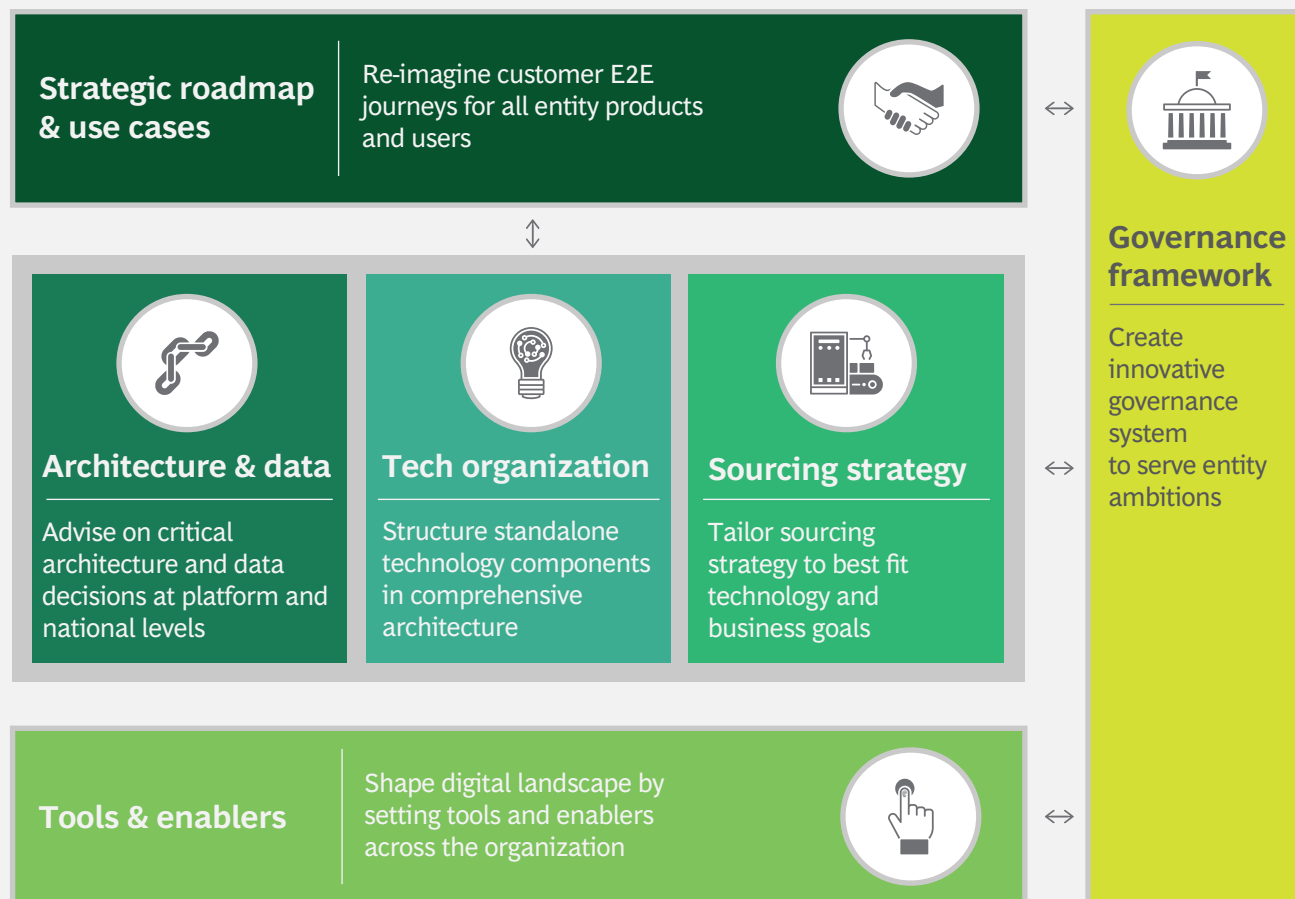 Strategic roadmap
& use cases
Re-imagine customer E2E
journeys for all entity products
and users
Governance
framework
Create
innovative
governance
system
to serve entity
ambitions
Architecture & data
Advise on critical
architecture and data
decisions at platform and
national levels
Tech organization
Structure standalone
technology components
in comprehensive
architecture
Sourcing strategy
Tailor sourcing
strategy to best fit
technology and
business goals
Tools & enablers
Shape digital landscape by
setting tools and enablers
across the organization